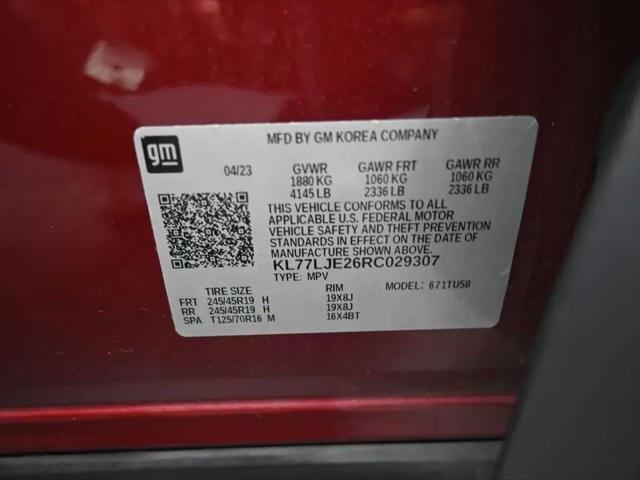 gm
MFD BY GM KOREA COMPANY
04/23 GVWR GAWR FRT GAWR RR
1880 KG 1060 KG 1060 KG
4145 LB 2336 LB 2336 LB
THIS VEHICLE CONFORMS TO ALL
APPLICABLE U.S. FEDERAL MOTOR
VEHICLE SAFETY AND THEFT PREVENTION
STANDARDS IN EFFECT ON THE DATE OF
MANUFACTURE SHOWN ABOVE.
KL77LJE26RC029307
TYPE: MPV
TIRE SIZE RIM MODEL: 671TU58
FRT 245/45R19 H 19X8J
RR 245/45R19 H 19X8J
SPA T125/70R16 M 16X4BT